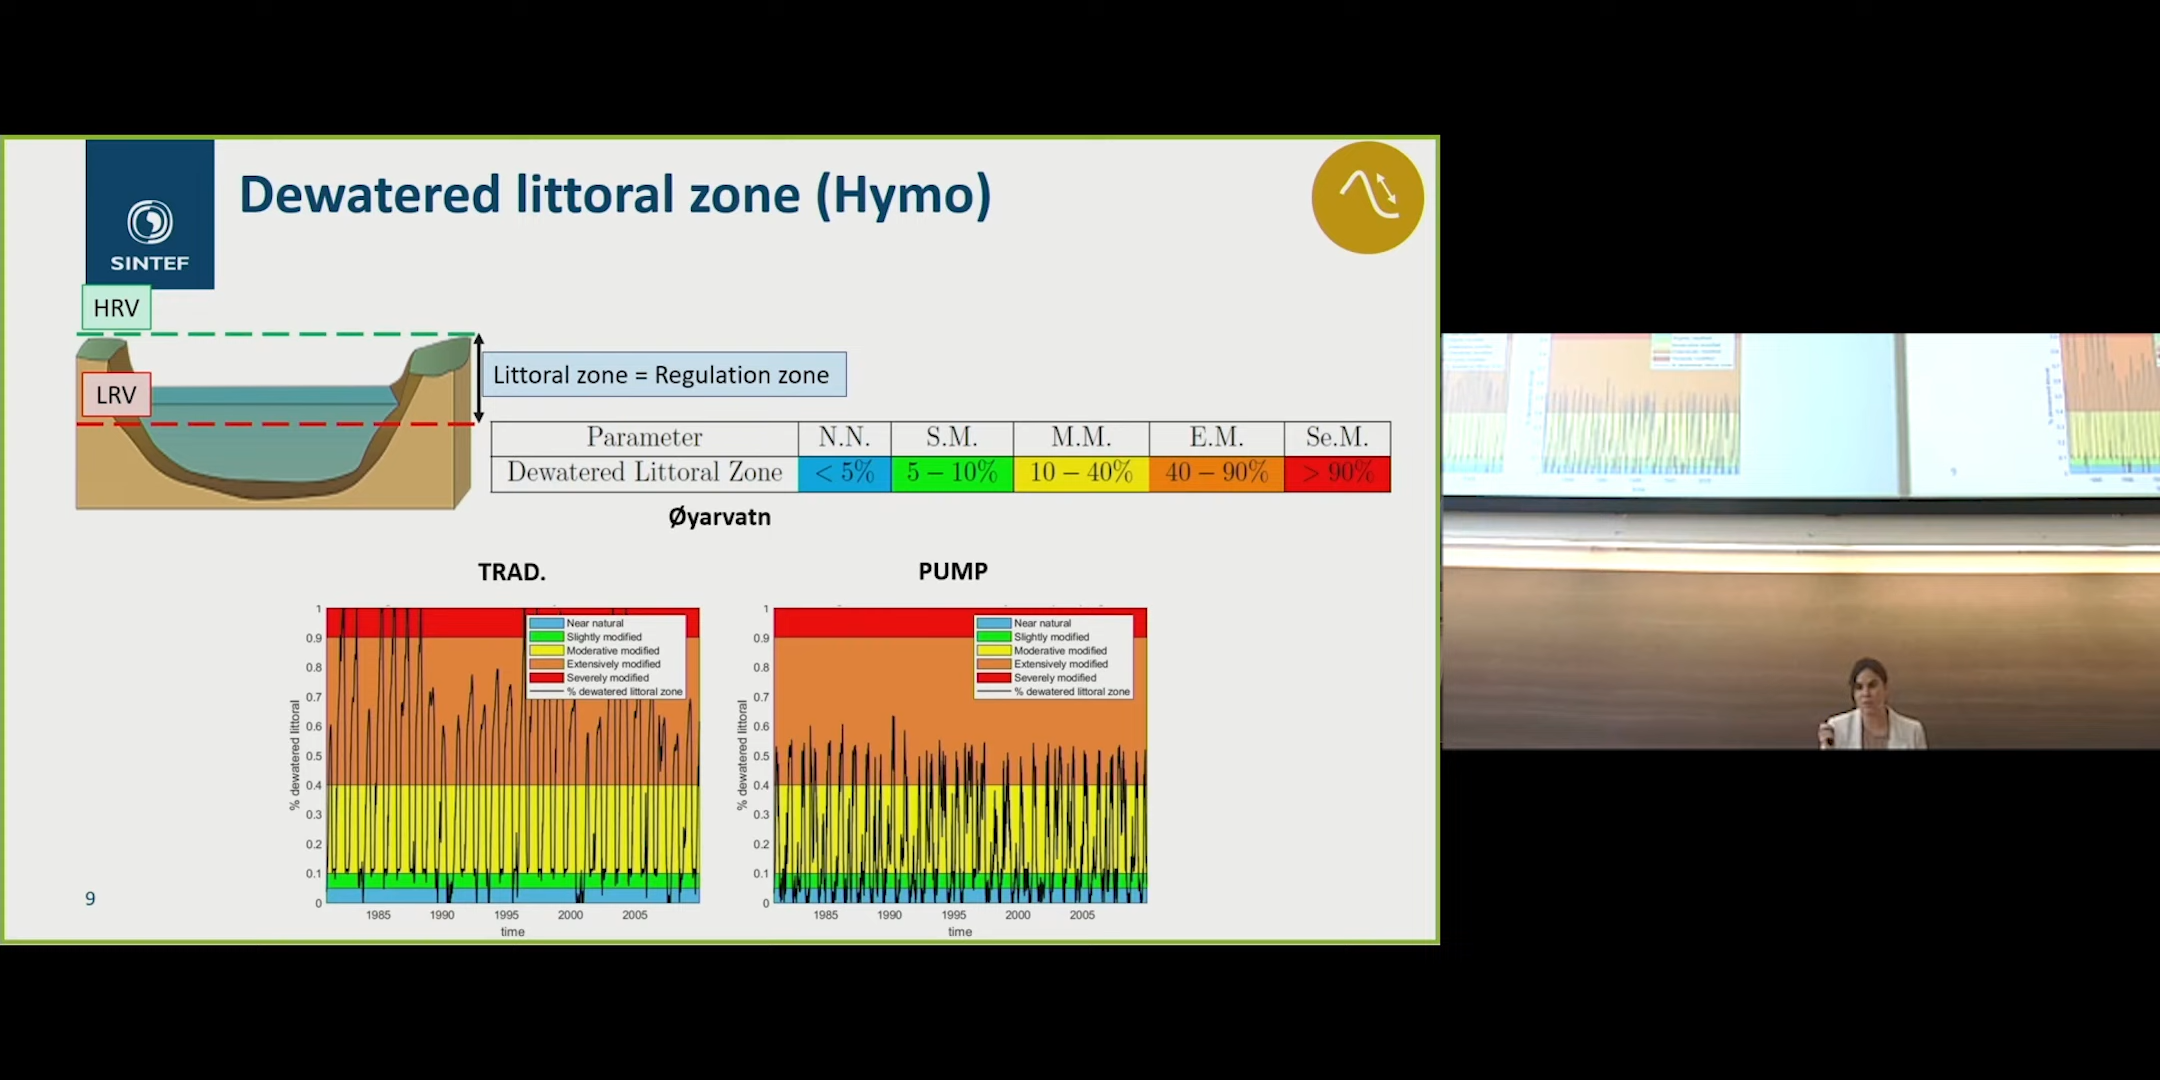 Dewatered littoral zone (Hymo)
SINTEF
HRV
Littoral zone = Regulation zone
LRV
Parameter N.N. S.M. M.M. E.M. Se.M.
Dewatered Littoral Zone < 5% 5 – 10% 10 – 40% 40 – 90% > 90%
Øyarvatn
TRAD.
1
0.9
0.8
0.7
0.6
0.5
0.4
0.3
0.2
0.1
0
% dewatered littoral
Near natural
Slightly modified
Moderative modified
Extensively modified
Severely modified
% dewatered littoral zone
1985 1990 1995 2000 2005
time
PUMP
1
0.9
0.8
0.7
0.6
0.5
0.4
0.3
0.2
0.1
0
% dewatered littoral
Near natural
Slightly modified
Moderative modified
Extensively modified
Severely modified
% dewatered littoral zone
1985 1990 1995 2000 2005
time
9